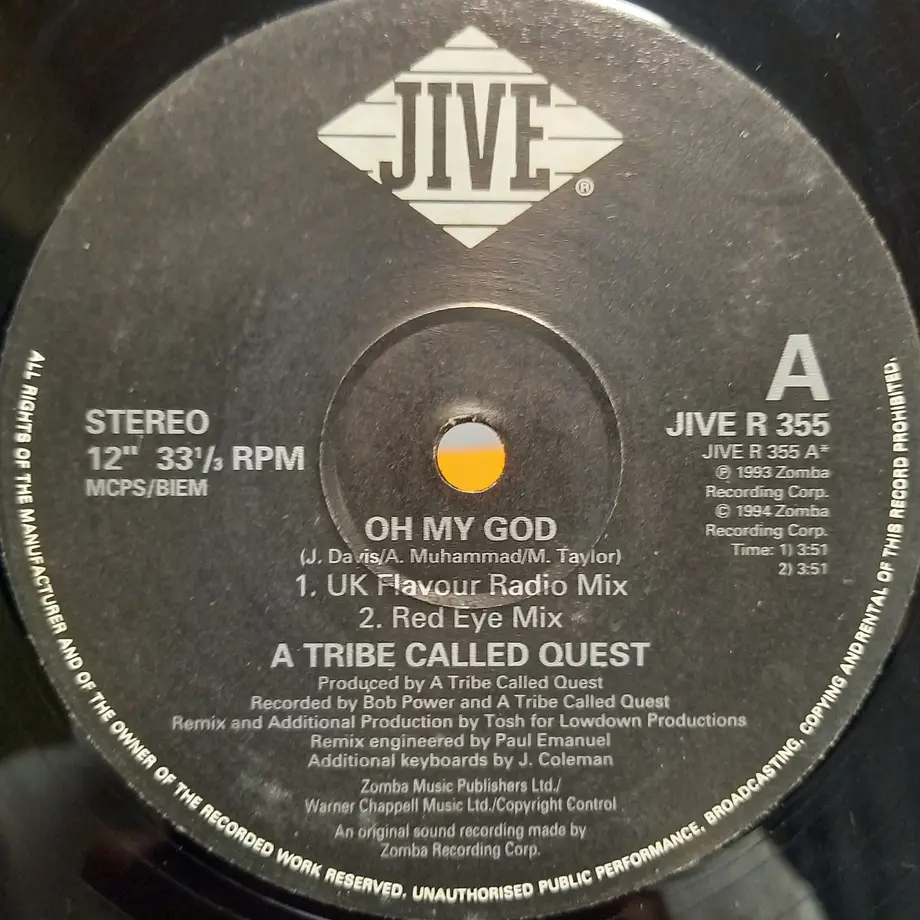 JIVE
®
A
STEREO
JIVE R 355
12" 33⅓ RPM
JIVE R 355 A*
MCPS/BIEM
℗ 1993 Zomba
Recording Corp.
© 1994 Zomba
Recording Corp.
Time: 1) 3:51
2) 3:51
OH MY GOD
(J. Davis/A. Muhammad/M. Taylor)
1. UK Flavour Radio Mix
2. Red Eye Mix
A TRIBE CALLED QUEST
Produced by A Tribe Called Quest
Recorded by Bob Power and A Tribe Called Quest
Remix and Additional Production by Tosh for Lowdown Productions
Remix engineered by Paul Emanuel
Additional keyboards by J. Coleman
Zomba Music Publishers Ltd./
Warner Chappell Music Ltd./Copyright Control
An original sound recording made by
Zomba Recording Corp.
ALL RIGHTS OF THE MANUFACTURER AND OF THE OWNER OF THE RECORDED WORK RESERVED. UNAUTHORISED PUBLIC PERFORMANCE, BROADCASTING, COPYING AND RENTAL OF THIS RECORD PROHIBITED.